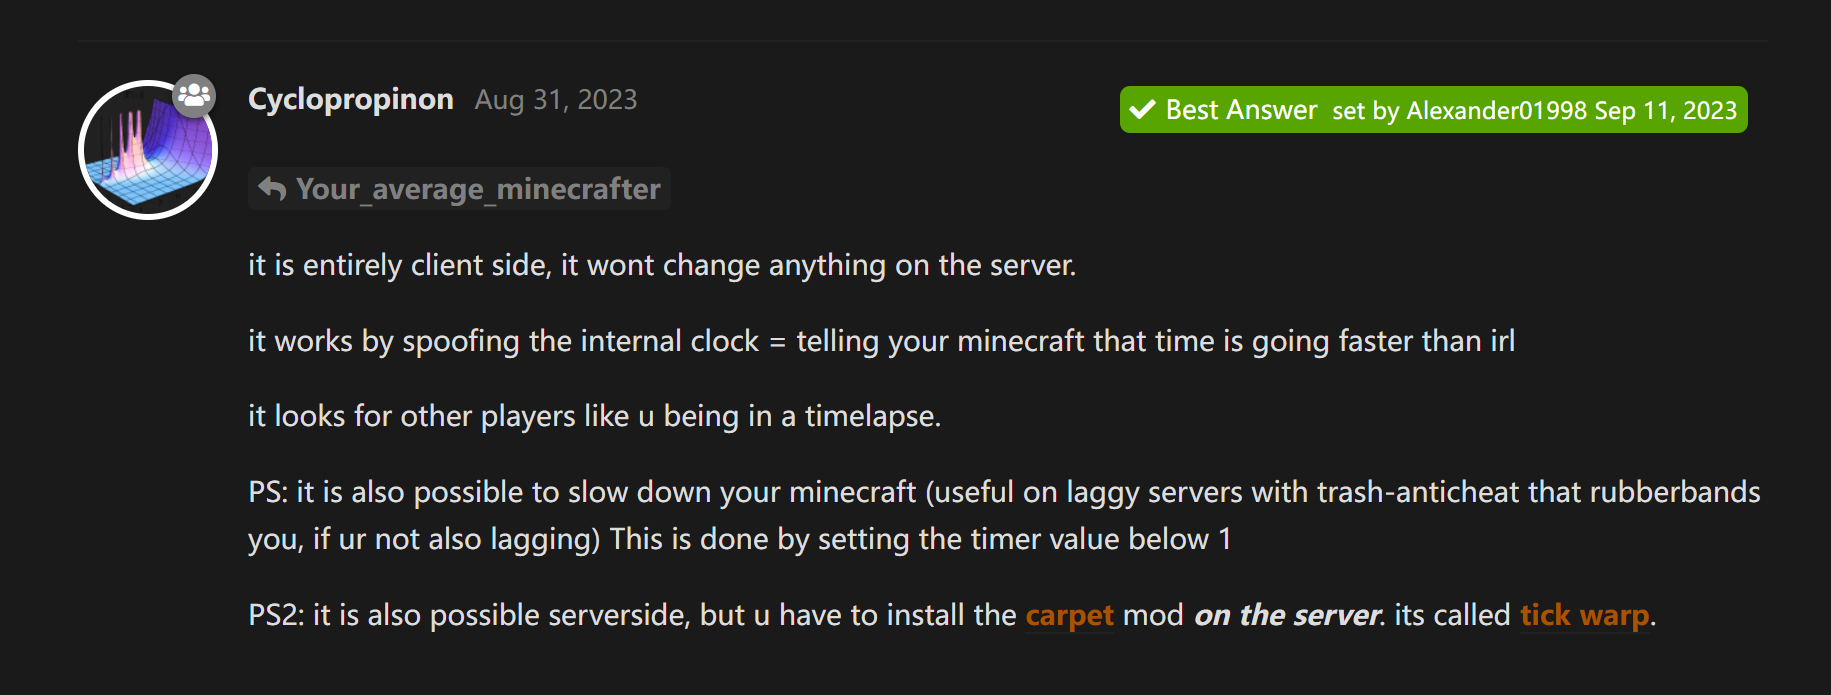 Cyclopropinon Aug 31, 2023
Best Answer set by Alexander01998 Sep 11, 2023
Your_average_minecrafter
it is entirely client side, it wont change anything on the server.
it works by spoofing the internal clock = telling your minecraft that time is going faster than irl
it looks for other players like u being in a timelapse.
PS: it is also possible to slow down your minecraft (useful on laggy servers with trash-anticheat that rubberbands
you, if ur not also lagging) This is done by setting the timer value below 1
PS2: it is also possible serverside, but u have to install the carpet mod on the server. its called tick warp.